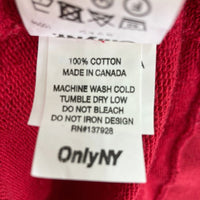 100% COTTON
MADE IN CANADA
MACHINE WASH COLD
TUMBLE DRY LOW
DO NOT BLEACH
DO NOT IRON DESIGN
RN#137928
OnlyNY